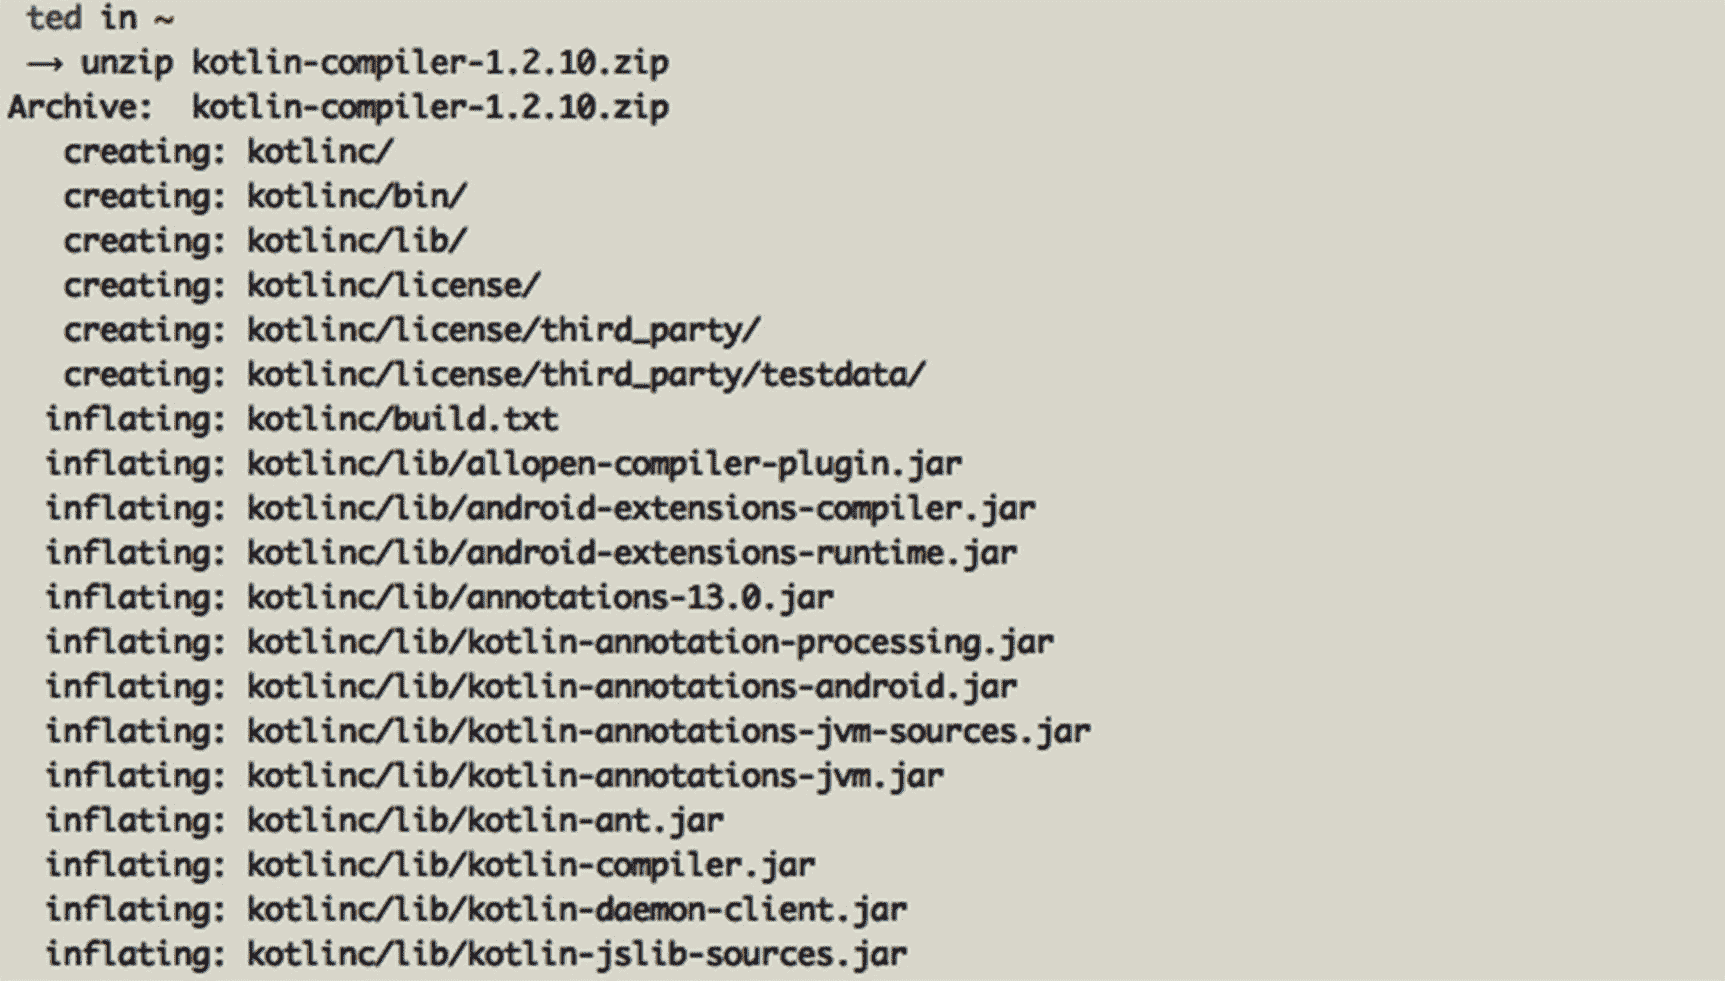 ted in ~
→ unzip kotlin-compiler-1.2.10.zip
Archive:  kotlin-compiler-1.2.10.zip
creating: kotlinc/
creating: kotlinc/bin/
creating: kotlinc/lib/
creating: kotlinc/license/
creating: kotlinc/license/third_party/
creating: kotlinc/license/third_party/testdata/
inflating: kotlinc/build.txt
inflating: kotlinc/lib/allopen-compiler-plugin.jar
inflating: kotlinc/lib/android-extensions-compiler.jar
inflating: kotlinc/lib/android-extensions-runtime.jar
inflating: kotlinc/lib/annotations-13.0.jar
inflating: kotlinc/lib/kotlin-annotation-processing.jar
inflating: kotlinc/lib/kotlin-annotations-android.jar
inflating: kotlinc/lib/kotlin-annotations-jvm-sources.jar
inflating: kotlinc/lib/kotlin-annotations-jvm.jar
inflating: kotlinc/lib/kotlin-ant.jar
inflating: kotlinc/lib/kotlin-compiler.jar
inflating: kotlinc/lib/kotlin-daemon-client.jar
inflating: kotlinc/lib/kotlin-jslib-sources.jar